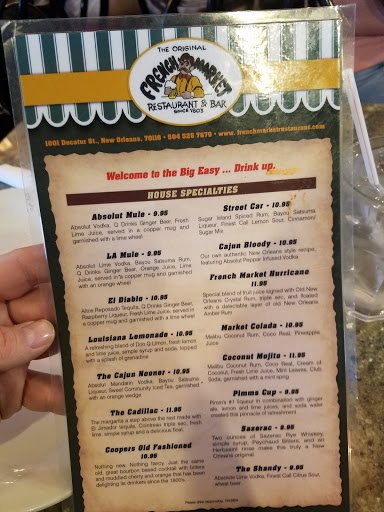 THE ORIGINAL
FRENCH MARKET
RESTAURANT & BAR
SINCE 1803
1001 Decatur St., New Orleans, 70116 - 504 525 7879 - www.frenchmarketrestaurant.com
Welcome to the Big Easy ... Drink up.
HOUSE SPECIALTIES
Absolut Mule - 9.95
Absolut Vodka, Q Drinks Ginger Beer, Fresh
Lime Juice, served in a copper mug and
garnished with a lime wheel
LA Mule - 9.95
Absolut Lime Vodka, Bayou Satsuma Rum,
Q Drinks Ginger Beer, Orange Juice, Lime
Juice, served in a copper mug and garnished
with an orange wheel
El Diablo - 10.95
Altos Reposado Tequila, Q Drinks Ginger Beer,
Raspberry Liqueur, Fresh Lime Juice, served in
a copper mug and garnished with a lime wheel
Louisiana Lemonade - 10.95
A refreshing blend of Don Q Limon, fresh lemon
and lime juice, simple syrup and soda, topped
with a splash of grenadine
The Cajun Nooner - 10.95
Absolut Mandarin Vodka, Bayou Satsuma
Liqueur, Sweet Community Iced Tea, garnished
with an orange wedge
The Cadillac - 11.95
The margarita a step above the rest made with
El Jimador tequila, Cointreau triple sec, fresh
lime, simple syrup and a delicious float
Coopers Old Fashioned
10.95
Nothing new. Nothing fancy. Just the same
old, great bourbon based cocktail with bitters
and muddled cherry and orange that has been
delighting its drinkers since the 1800's.
Street Car - 10.95
Sugar Island Spiced Rum, Bayou Satsuma
Liqueur, Finest Call Lemon Sour, Cinnamon/
Sugar Mix
Cajun Bloody - 10.95
Our own authentic New Orleans style recipe,
featuring Absolut Peppar Infused Vodka
French Market Hurricane
11.95
Special blend of fruit juice signed with Old New
Orleans Crystal Rum, triple sec, and floated
with a delectable layer of old New Orleans
Amber Rum
Market Colada - 10.95
Malibu Coconut Rum, Coco Real, Pineapple
Juice
Coconut Mojito - 11.95
Malibu Coconut Rum, Coco Real, Cream of
Coconut, Fresh Lime Juice, Mint Leaves, Club
Soda, garnished with a mint sprig
Pimms Cup - 9.95
Pimm's #1 liqueur in combination with ginger
ale, lemon and lime juices, and soda water
created this pinnacle of refreshment
Sazerac - 9.95
Two ounces of Sazerac Rye Whiskey,
simple syrup, Peychaud Bitters, and an
Herbsaint rinse make this truly a New
Orleans original
The Shandy - 9.95
Absolute Lime Vodka, Finest Call Citrus Sour,
wheat beer